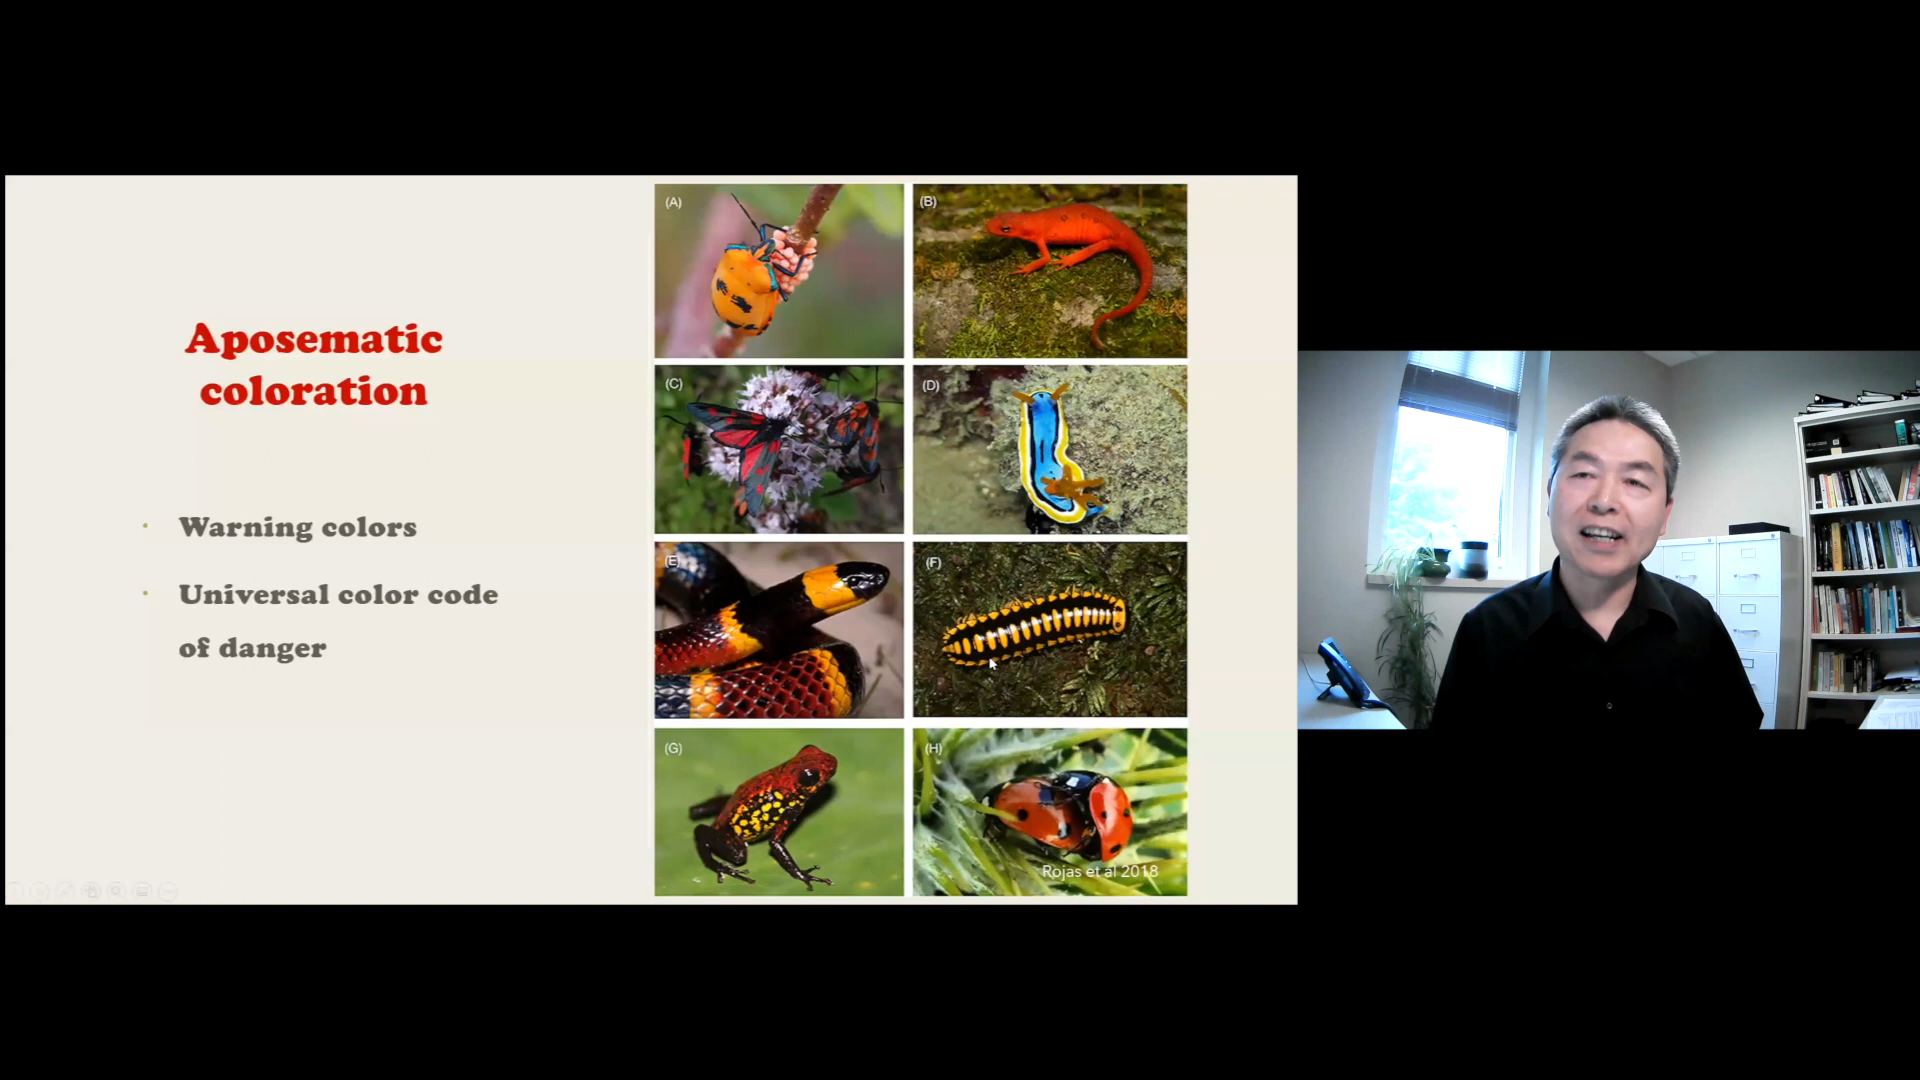 Aposematic
coloration
Warning colors
Universal color code
of danger
(A)
(B)
(C)
(D)
(E)
(F)
(G)
(H)
Rojas et al 2018